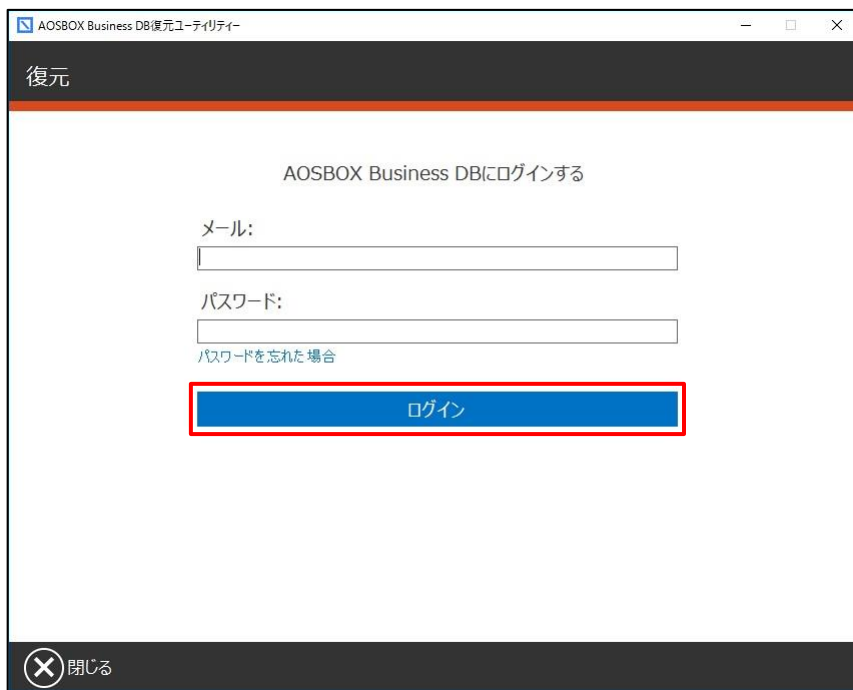 AOSBOX Business DB復元ユーティリティー
復元
AOSBOX Business DBにログインする
メール:
パスワード:
パスワードを忘れた場合
ログイン
閉じる